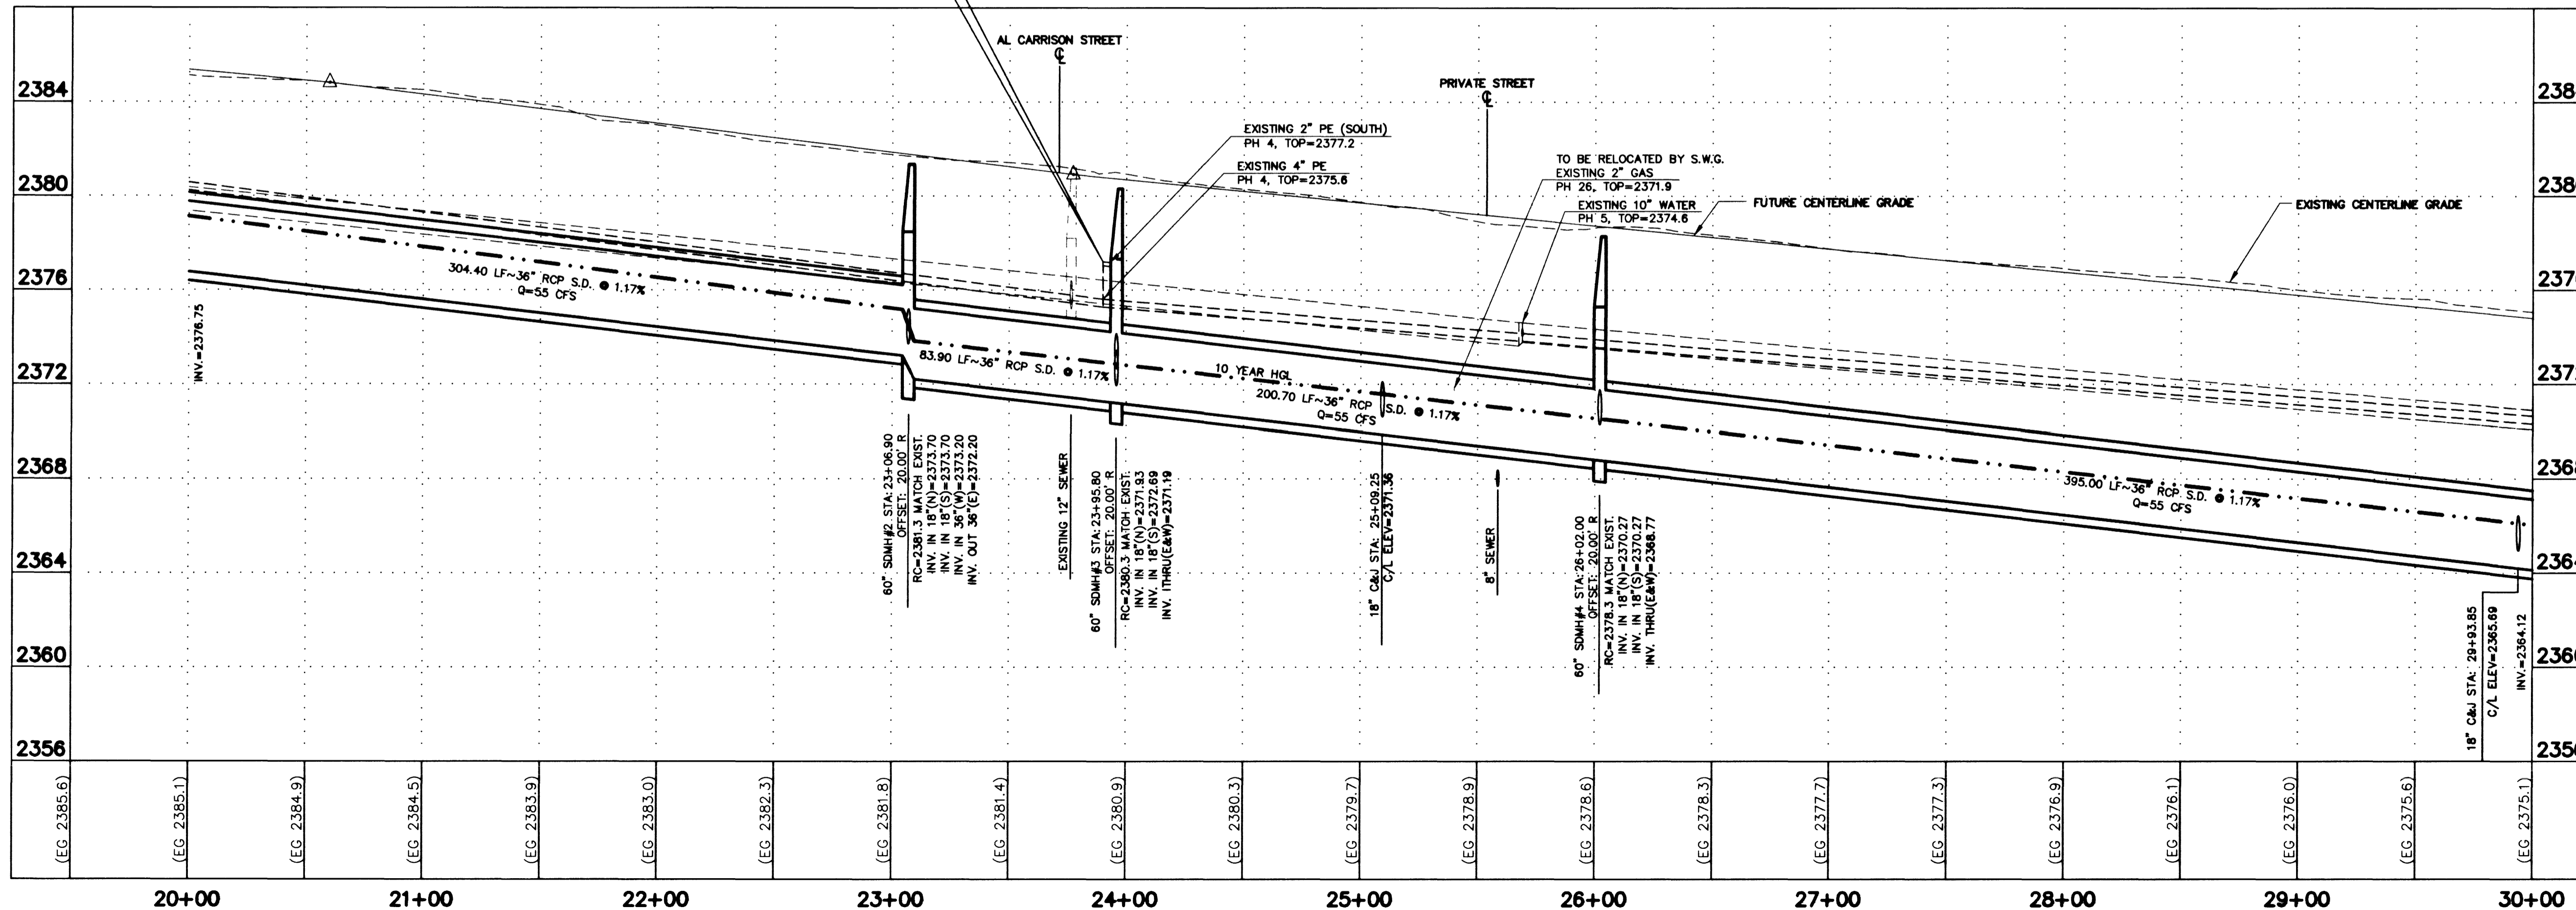 AL CARRISON STREET
℄
PRIVATE STREET
℄
2384
2380
2376
2372
2368
2364
2360
2356
EXISTING 2" PE (SOUTH)
PH 4, TOP=2377.2
EXISTING 4" PE
PH 4, TOP=2375.6
TO BE RELOCATED BY S.W.G.
EXISTING 2" GAS
PH 26, TOP=2371.9
EXISTING 10" WATER
PH 5, TOP=2374.6
FUTURE CENTERLINE GRADE
EXISTING CENTERLINE GRADE
304.40 LF~36" RCP S.D. @ 1.17%
Q=55 CFS
INV.=2376.75
83.90 LF~36" RCP S.D. @ 1.17%
10 YEAR HGL
200.70 LF~36" RCP S.D. @ 1.17%
Q=55 CFS
395.00 LF~36" RCP S.D. @ 1.17%
Q=55 CFS
60" SDMH#2 STA: 23+06.90
OFFSET: 20.00' R
RC=2381.3 MATCH EXIST.
INV. IN 18"(N)=2373.70
INV. IN 18"(S)=2373.70
INV. IN 36"(W)=2373.20
INV. OUT 36"(E)=2372.20
EXISTING 12" SEWER
60" SDMH#3 STA: 23+95.80
OFFSET: 20.00' R
RC=2380.3 MATCH EXIST.
INV. IN 18"(N)=2371.93
INV. IN 18"(S)=2372.69
INV. ITHRU(E&W)=2371.19
18" C&J STA: 25+09.25
C/L ELEV=2371.36
8" SEWER
60" SDMH#4 STA: 26+02.00
OFFSET: 20.00' R
RC=2378.3 MATCH EXIST.
INV. IN 18"(N)=2370.27
INV. IN 18"(S)=2370.27
INV. THRU(E&W)=2368.77
18" C&J STA: 29+93.85
C/L ELEV=2365.69
INV.=2364.12
238
238
237
237
236
236
236
235
(EG 2385.6)
(EG 2385.1)
(EG 2384.9)
(EG 2384.5)
(EG 2383.9)
(EG 2383.0)
(EG 2382.3)
(EG 2381.8)
(EG 2381.4)
(EG 2380.9)
(EG 2380.3)
(EG 2379.7)
(EG 2378.9)
(EG 2378.6)
(EG 2378.3)
(EG 2377.7)
(EG 2377.3)
(EG 2376.9)
(EG 2376.1)
(EG 2376.0)
(EG 2375.6)
(EG 2375.1)
20+00
21+00
22+00
23+00
24+00
25+00
26+00
27+00
28+00
29+00
30+00